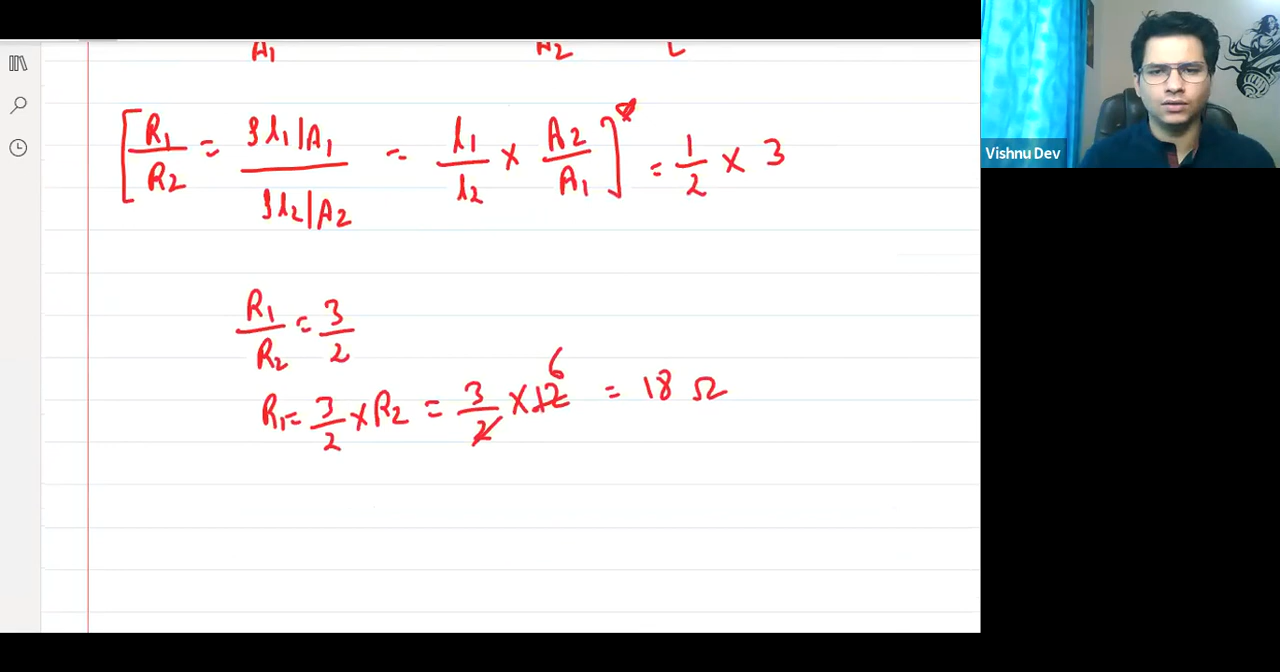 A₁ A₂
[R₁/R₂ = ρl₁/A₁ / ρl₂/A₂ = l₁/l₂ × A₂/A₁] = 1/2 × 3
R₁/R₂ = 3/2
R₁ = 3/2 × R₂ = 3/2 × 12 6 = 18 Ω
Vishnu Dev